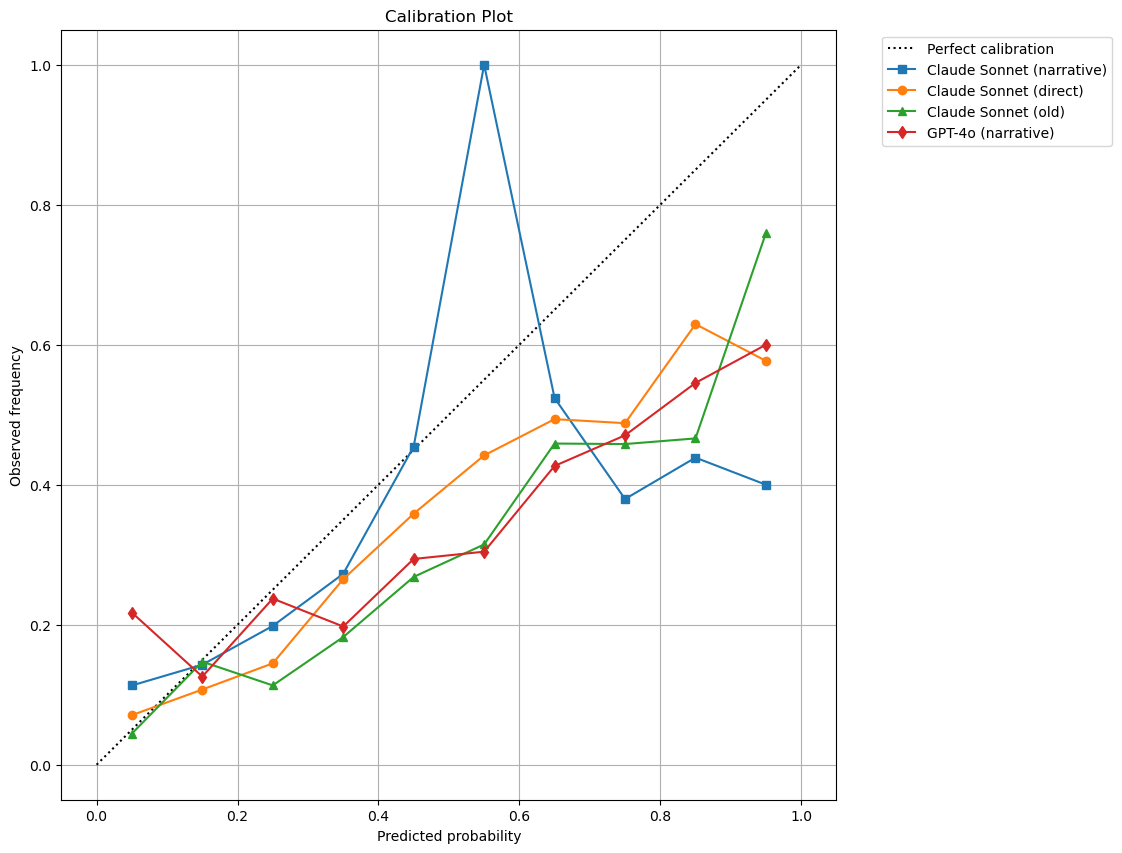 Calibration Plot
Perfect calibration
Claude Sonnet (narrative)
Claude Sonnet (direct)
Claude Sonnet (old)
GPT-4o (narrative)
Observed frequency
1.0
0.8
0.6
0.4
0.2
0.0
0.0 0.2 0.4 0.6 0.8 1.0
Predicted probability